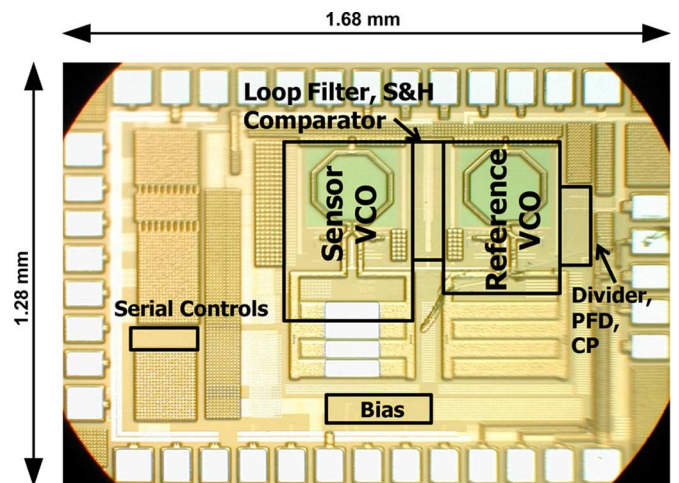 1.68 mm
1.28 mm
Loop Filter, S&H
Comparator
Sensor
VCO
Reference
VCO
Serial Controls
Divider,
PFD,
CP
Bias